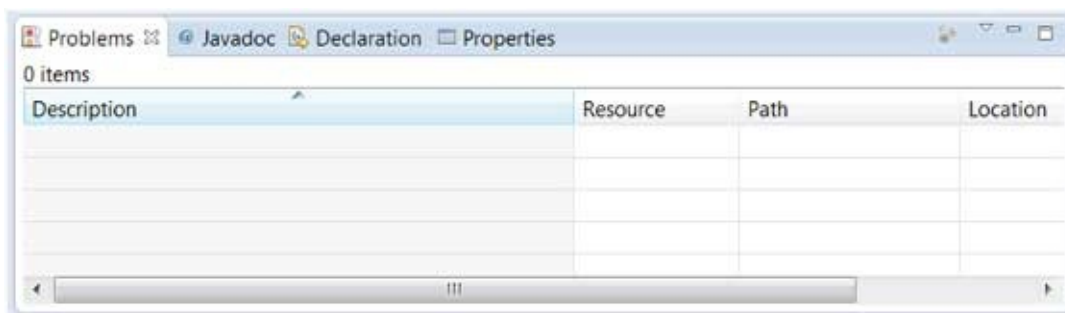 Problems Javadoc Declaration Properties
0 items
Description Resource Path Location